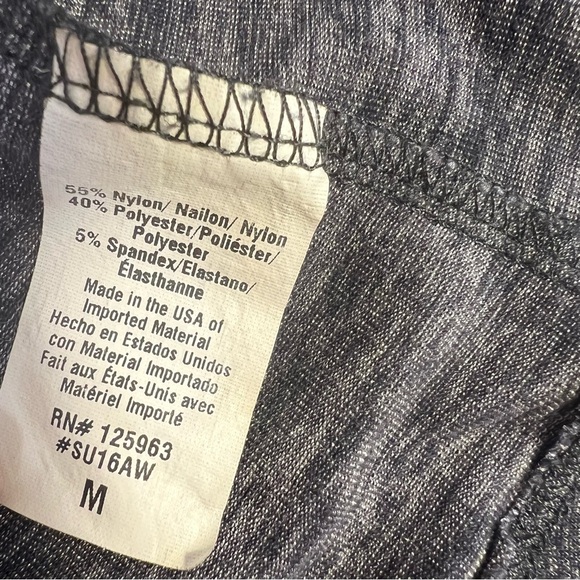 55% Nylon/ Nailon/ Nylon
40% Polyester/Poliéster/
Polyester
5% Spandex/Elastano/
Élasthanne
Made in the USA of
Imported Material
Hecho en Estados Unidos
con Material Importado
Fait aux États-Unis avec
Matériel Importé
RN# 125963
#SU16AW
M